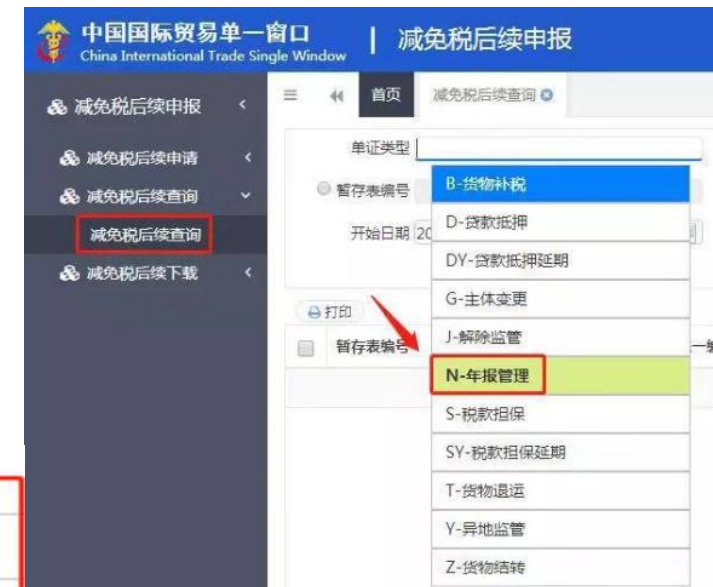 中国国际贸易单一窗口 | 减免税后续申报
China International Trade Single Window
减免税后续申报
首页
减免税后续查询
减免税后续申请
减免税后续查询
减免税后续查询
减免税后续下载
单证类型
暂存表编号
开始日期 20
打印
暂存表编号
B-货物补税
D-贷款抵押
DY-贷款抵押延期
G-主体变更
J-解除监管
N-年报管理
S-税款担保
SY-税款担保延期
T-货物退运
Y-异地监管
Z-货物结转